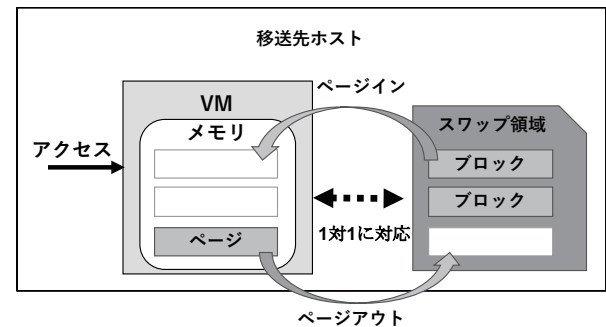 移送先ホスト
ページイン
VM
メモリ
スワップ領域
アクセス
ブロック
ブロック
1対1に対応
ページ
ページアウト